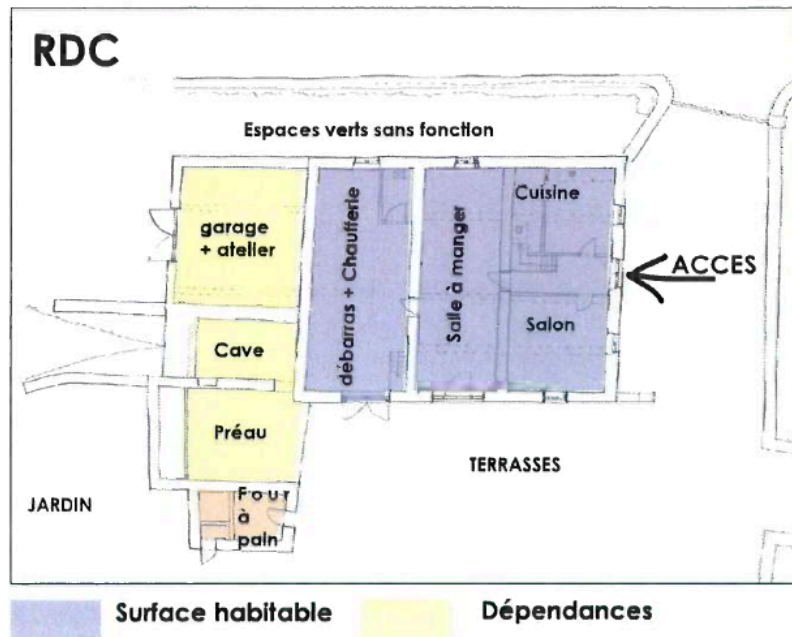 RDC
Espaces verts sans fonction
garage
+ atelier
débarras + Chaufferie
Salle à manger
Cuisine
ACCES
Salon
Cave
Préau
TERRASSES
JARDIN
Four
à
pain
Surface habitable
Dépendances